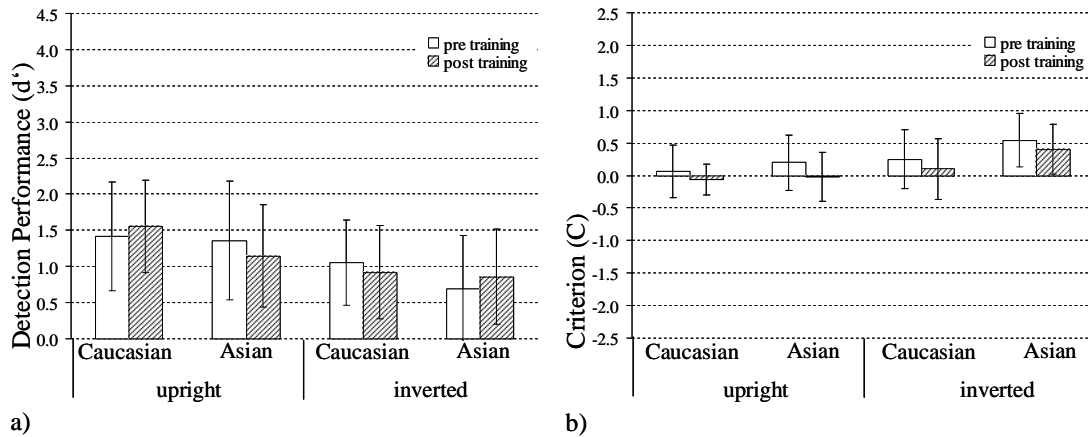 a)
Detection Performance (d‘)
4.5
4.0
3.5
3.0
2.5
2.0
1.5
1.0
0.5
0.0
pre training
post training
Caucasian Asian Caucasian Asian
upright inverted
b)
Criterion (C)
2.5
2.0
1.5
1.0
0.5
0.0
-0.5
-1.0
-1.5
-2.0
-2.5
pre training
post training
Caucasian Asian Caucasian Asian
upright inverted